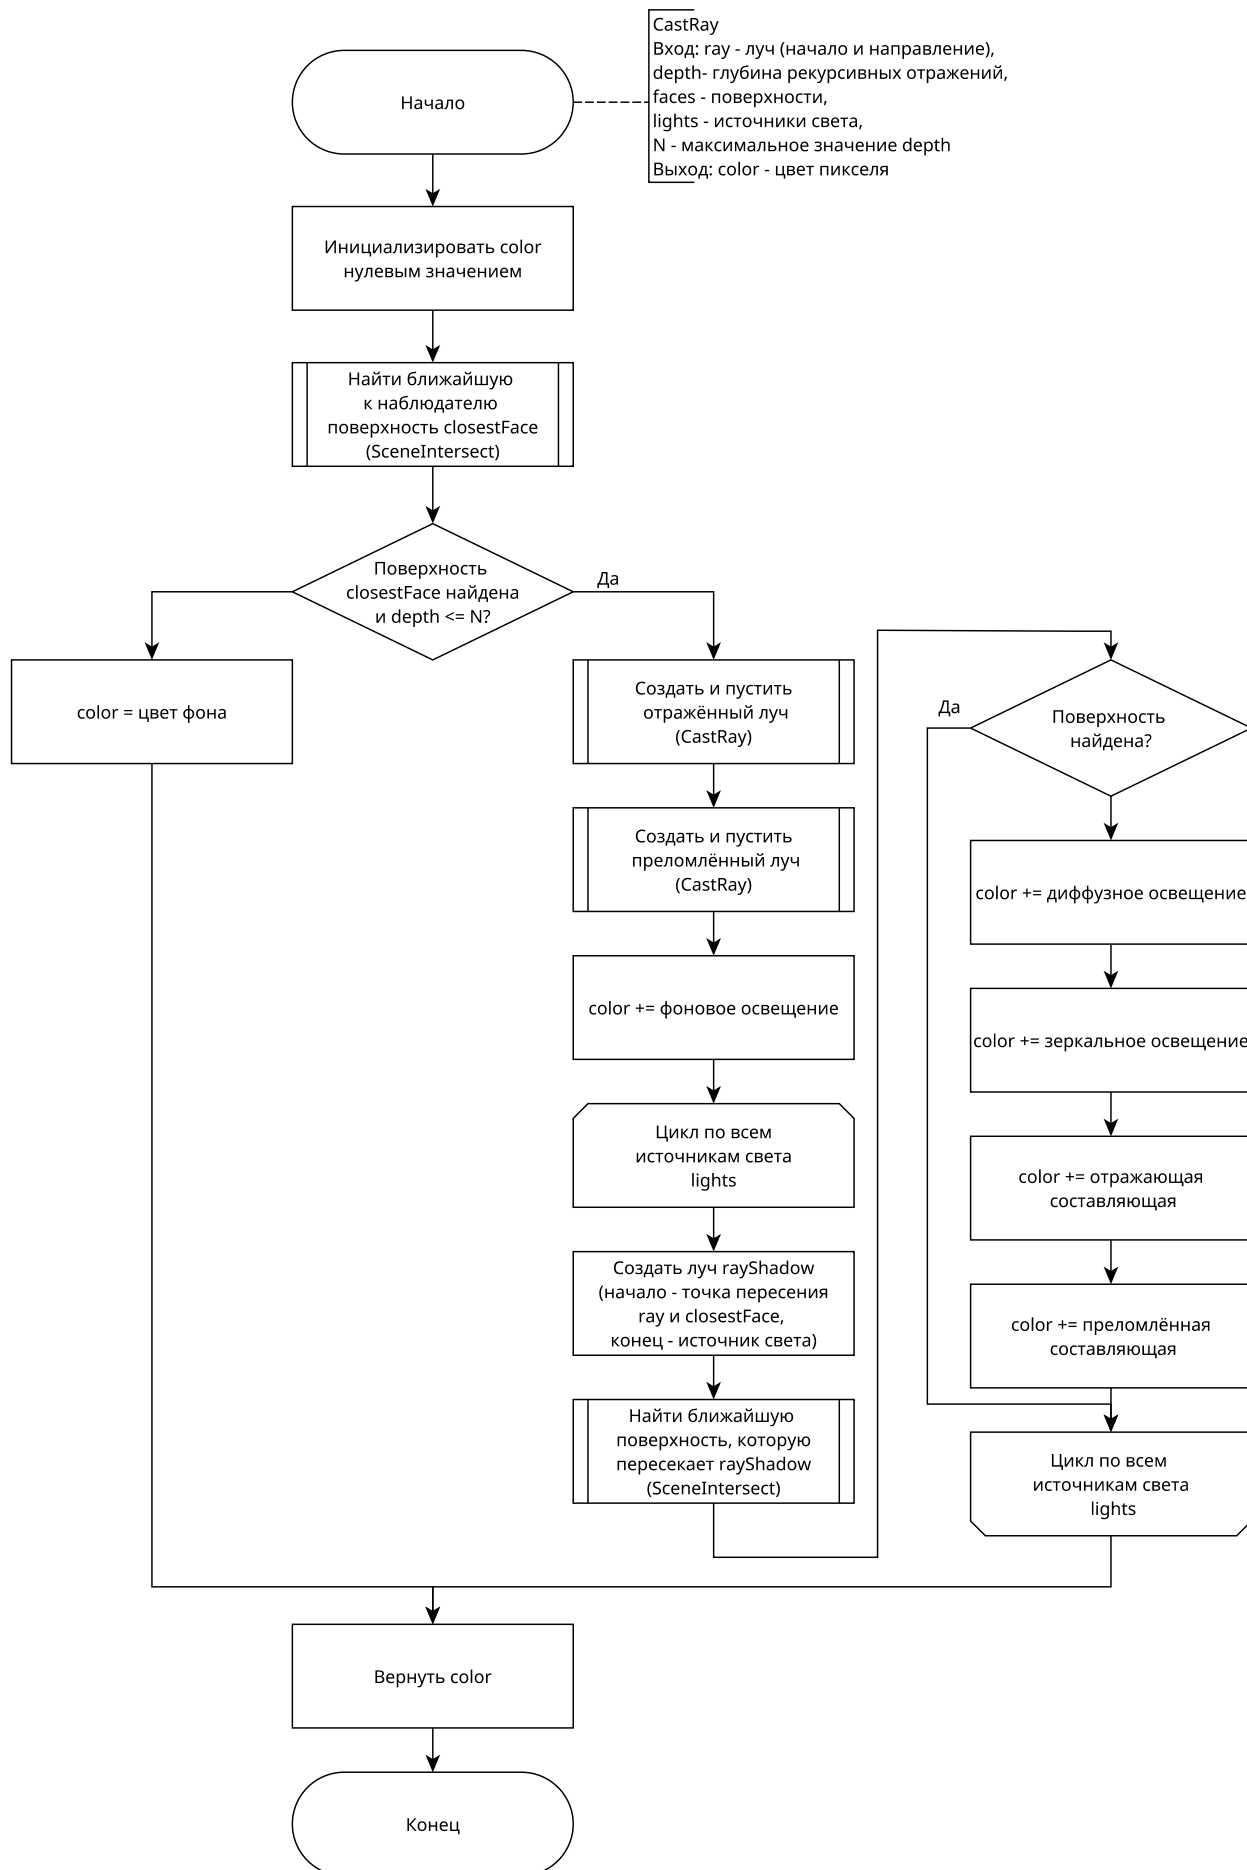 CastRay
Вход: ray - луч (начало и направление),
depth- глубина рекурсивных отражений,
faces - поверхности,
lights - источники света,
N - максимальное значение depth
Выход: color - цвет пикселя
Начало
Инициализировать color
нулевым значением
Найти ближайшую
к наблюдателю
поверхность closestFace
(SceneIntersect)
Поверхность
closestFace найдена
и depth <= N?
Да
color = цвет фона
Создать и пустить
отражённый луч
(CastRay)
Создать и пустить
преломлённый луч
(CastRay)
color += фоновое освещение
Цикл по всем
источникам света
lights
Создать луч rayShadow
(начало - точка пересения
ray и closestFace,
конец - источник света)
Найти ближайшую
поверхность, которую
пересекает rayShadow
(SceneIntersect)
Поверхность
найдена?
Да
color += диффузное освещение
color += зеркальное освещение
color += отражающая
составляющая
color += преломлённая
составляющая
Цикл по всем
источникам света
lights
Вернуть color
Конец